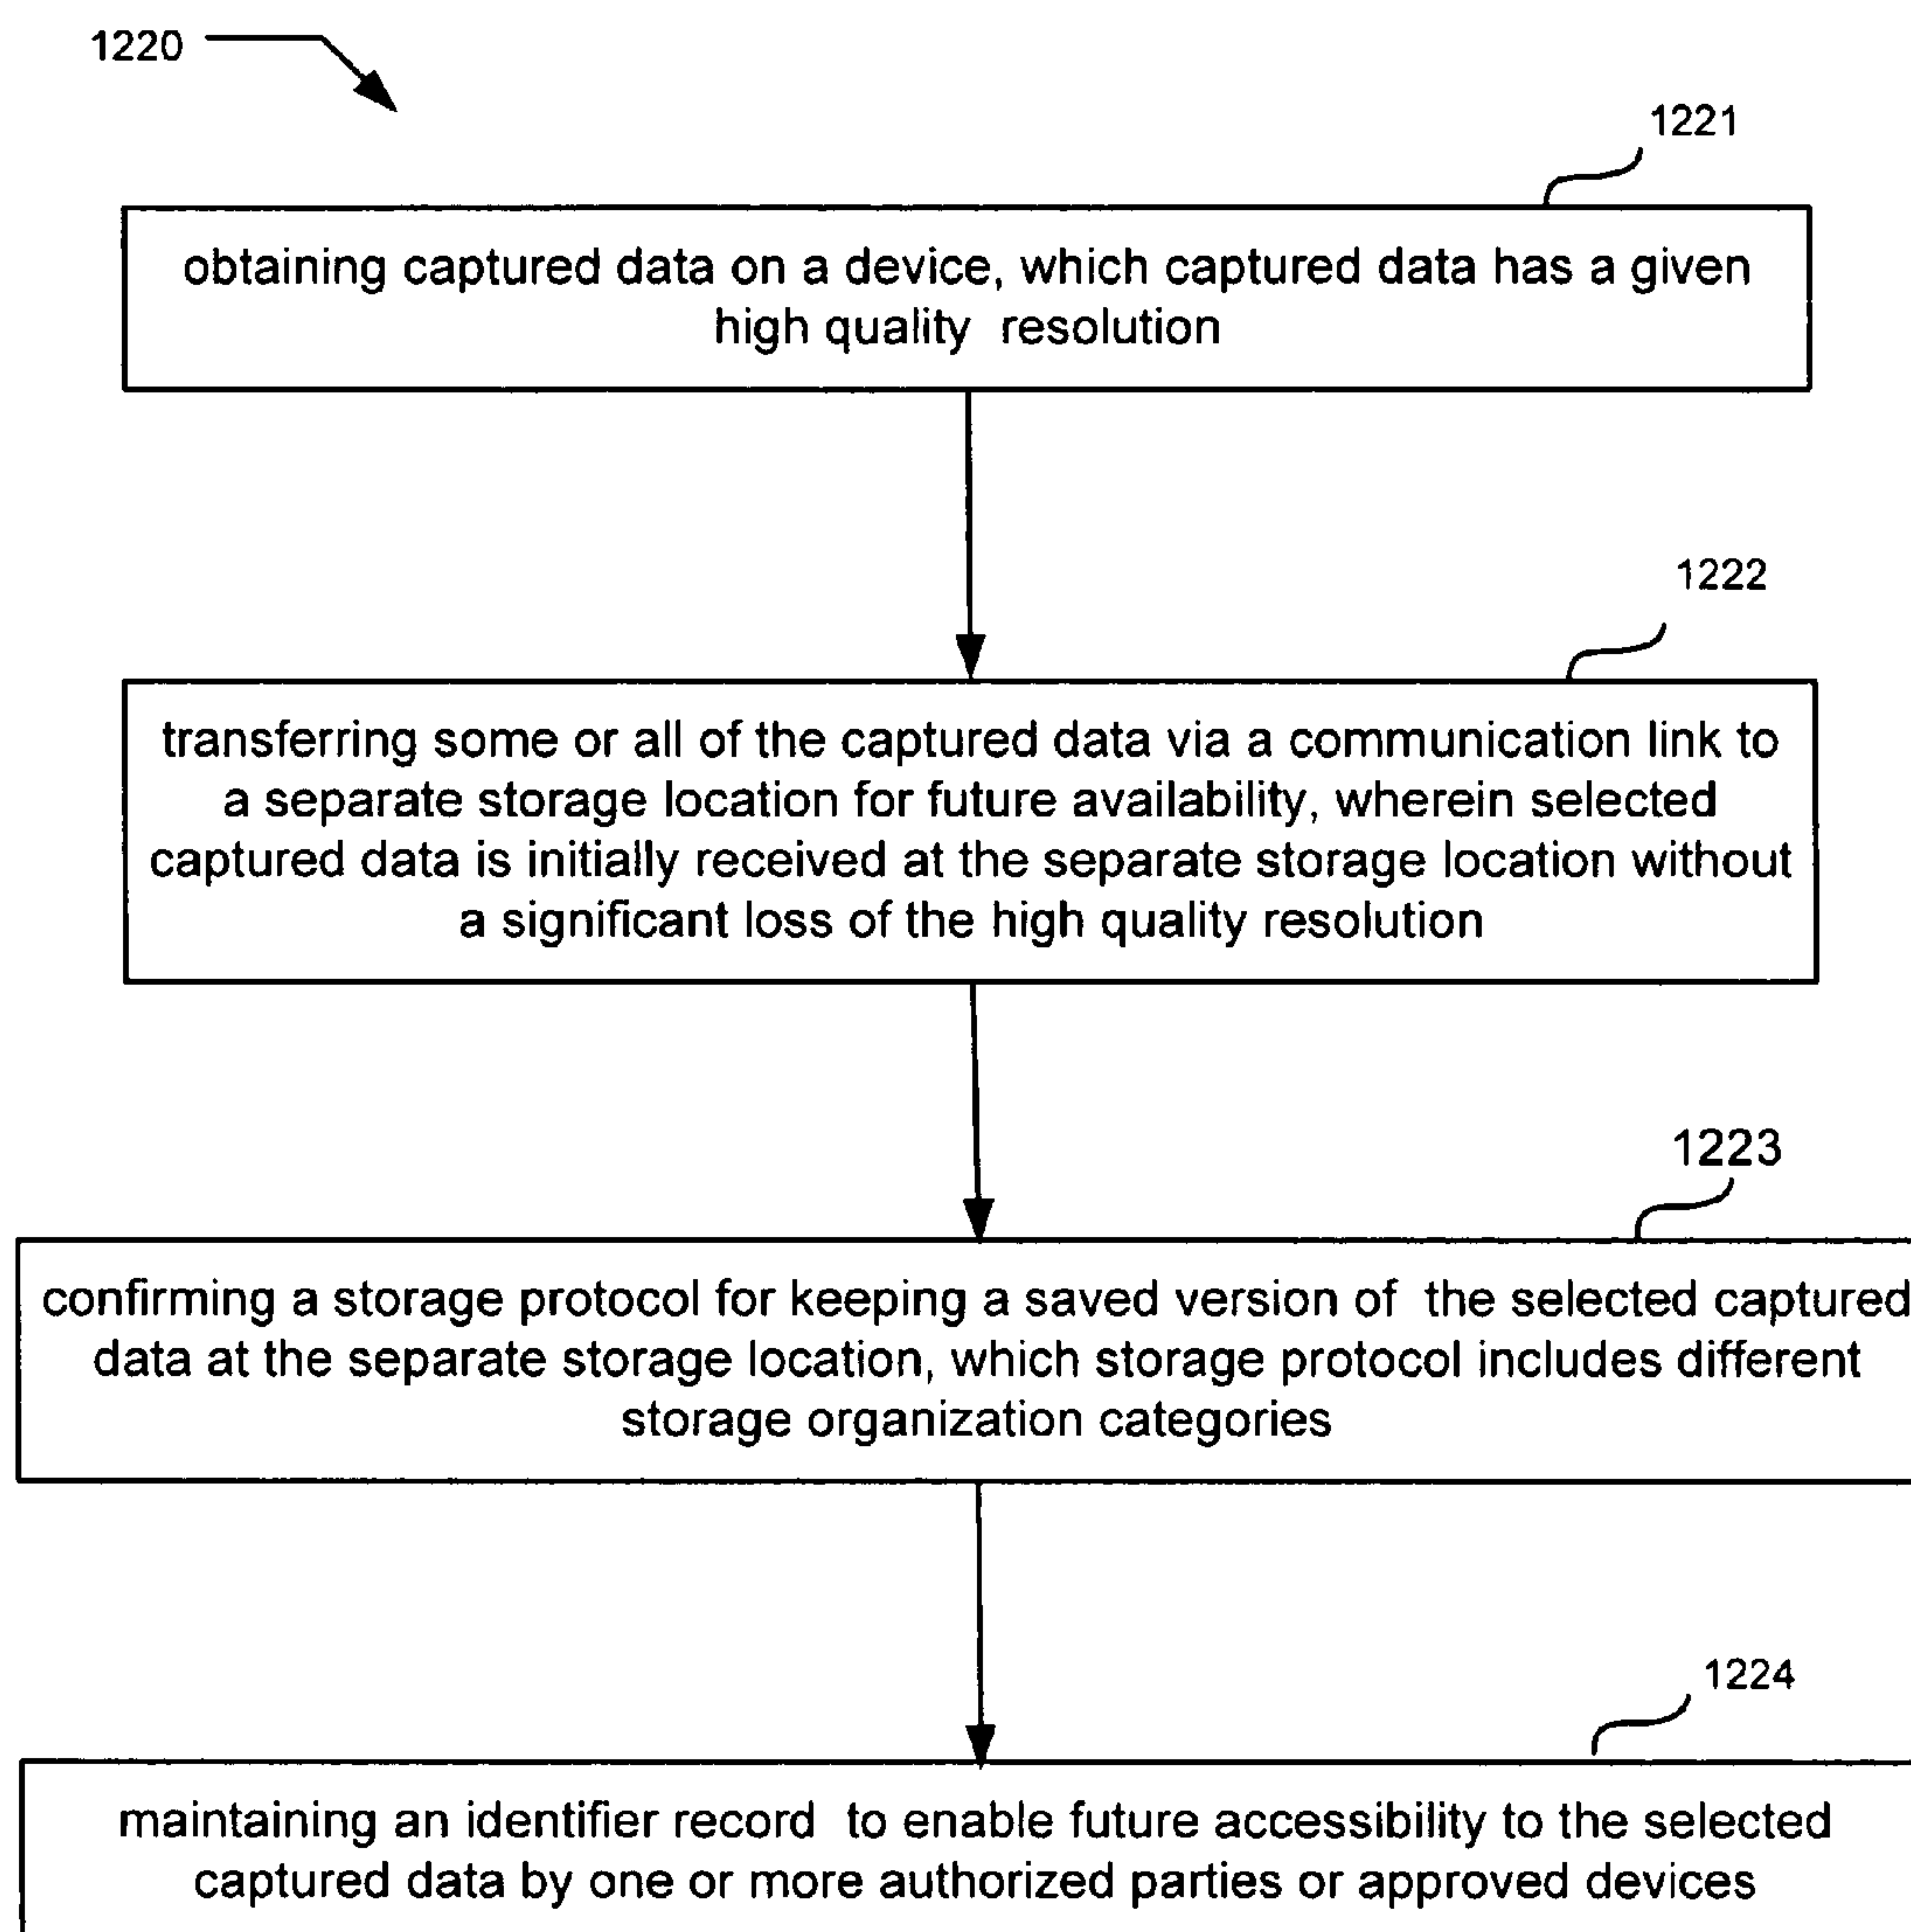 1220
1221
obtaining captured data on a device, which captured data has a given
high quality resolution
1222
transferring some or all of the captured data via a communication link to
a separate storage location for future availability, wherein selected
captured data is initially received at the separate storage location without
a significant loss of the high quality resolution
1223
confirming a storage protocol for keeping a saved version of the selected captured
data at the separate storage location, which storage protocol includes different
storage organization categories
1224
maintaining an identifier record to enable future accessibility to the selected
captured data by one or more authorized parties or approved devices